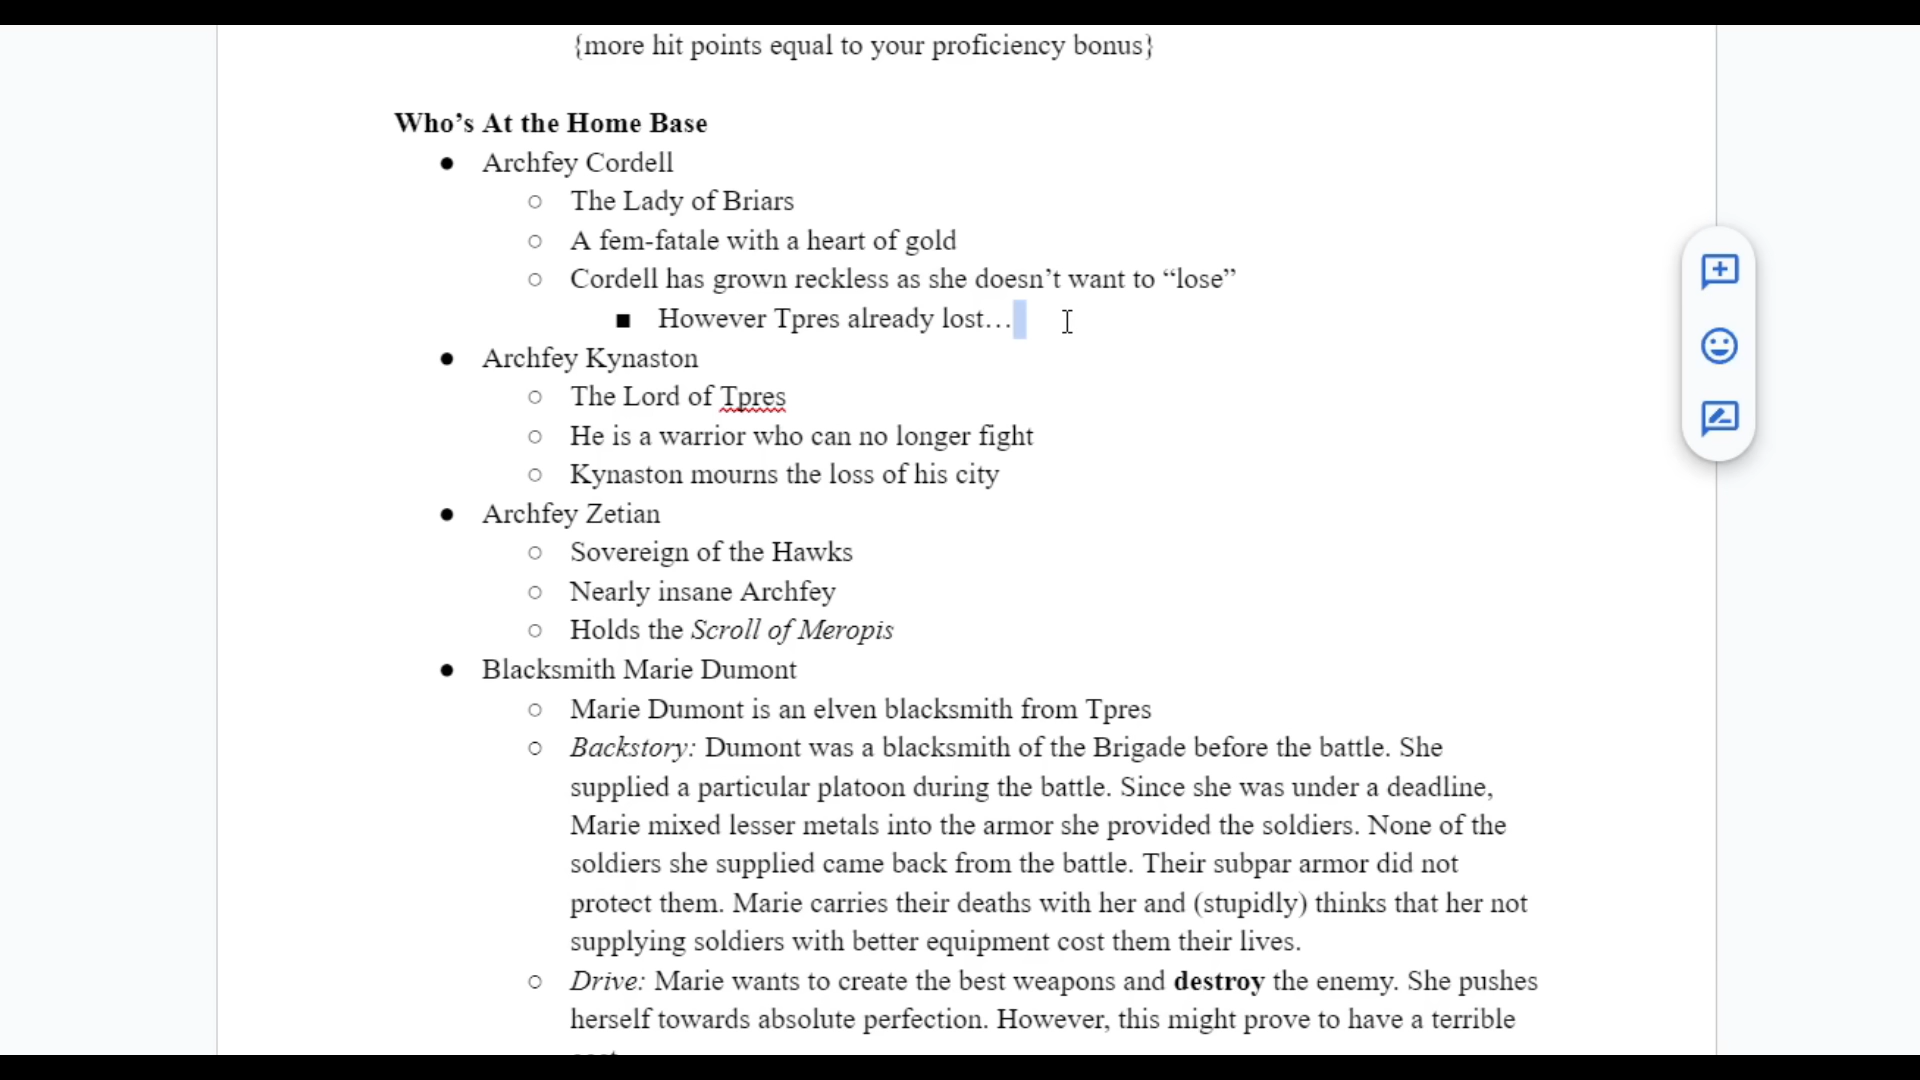 {more hit points equal to your proficiency bonus}
Who’s At the Home Base
● Archfey Cordell
○ The Lady of Briars
○ A fem-fatale with a heart of gold
○ Cordell has grown reckless as she doesn’t want to “lose”
■ However Tpres already lost…
● Archfey Kynaston
○ The Lord of Tpres
○ He is a warrior who can no longer fight
○ Kynaston mourns the loss of his city
● Archfey Zetian
○ Sovereign of the Hawks
○ Nearly insane Archfey
○ Holds the Scroll of Meropis
● Blacksmith Marie Dumont
○ Marie Dumont is an elven blacksmith from Tpres
○ Backstory: Dumont was a blacksmith of the Brigade before the battle. She
supplied a particular platoon during the battle. Since she was under a deadline,
Marie mixed lesser metals into the armor she provided the soldiers. None of the
soldiers she supplied came back from the battle. Their subpar armor did not
protect them. Marie carries their deaths with her and (stupidly) thinks that her not
supplying soldiers with better equipment cost them their lives.
○ Drive: Marie wants to create the best weapons and destroy the enemy. She pushes
herself towards absolute perfection. However, this might prove to have a terrible